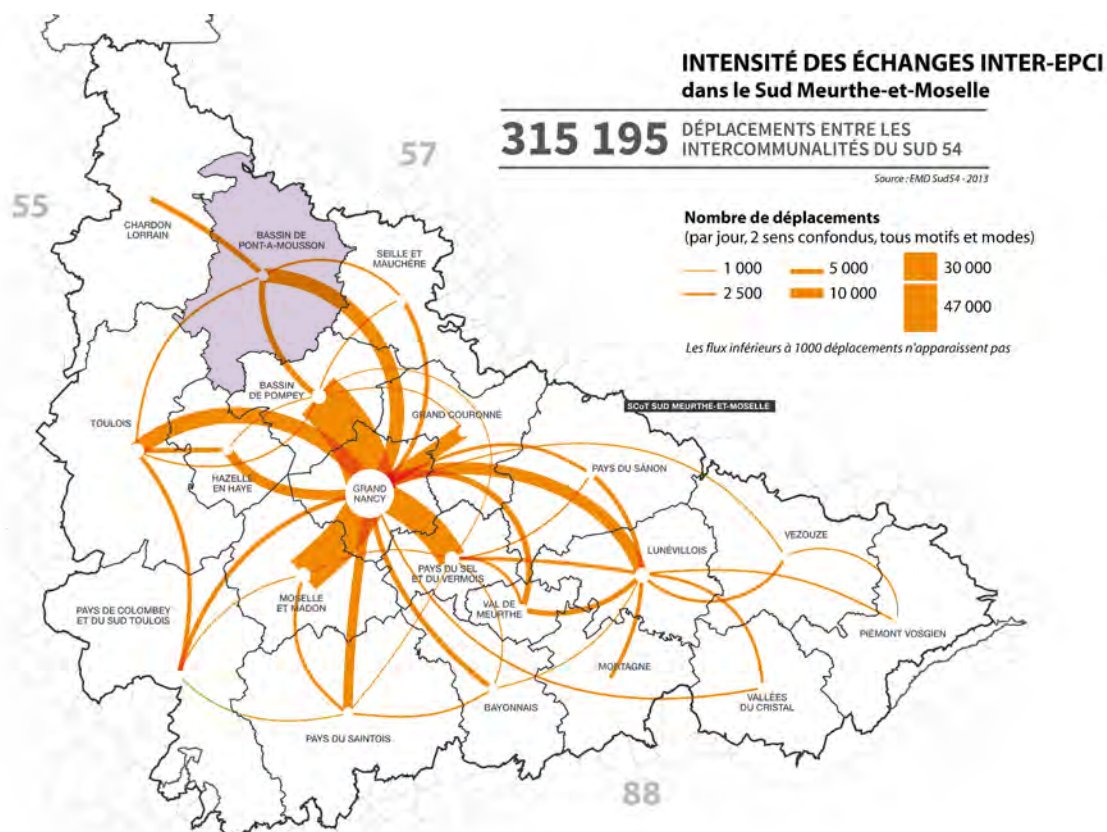 INTENSITÉ DES ÉCHANGES INTER-EPCI
dans le Sud Meurthe-et-Moselle
315 195
DÉPLACEMENTS ENTRE LES
INTERCOMMUNALITÉS DU SUD 54
Source : EMD Sud54 - 2013
Nombre de déplacements
(par jour, 2 sens confondus, tous motifs et modes)
1 000
5 000
30 000
2 500
10 000
47 000
Les flux inférieurs à 1000 déplacements n'apparaissent pas
57
55
CHARDON
LORRAIN
BASSIN DE
PONT-A-MOUSSON
SEILLE ET
MAUCHÈRE
BASSIN
DE POMPEY
GRAND COURONNÉ
SCoT SUD MEURTHE-ET-MOSELLE
TOULOIS
HAZELLE
EN HAYE
GRAND
NANCY
PAYS DU SÂNON
VEZOUZE
LUNÉVILLOIS
PAYS DU SEL
ET DU VERMOIS
MOSELLE
ET MADON
VAL DE
MEURTHE
PAYS DE COLOMBEY
ET DU SUD TOULOIS
PIÉMONT VOSGIEN
MORTAGNE
VALLÉES
DU CRISTAL
BAYONNAIS
PAYS DU SAINTOIS
88